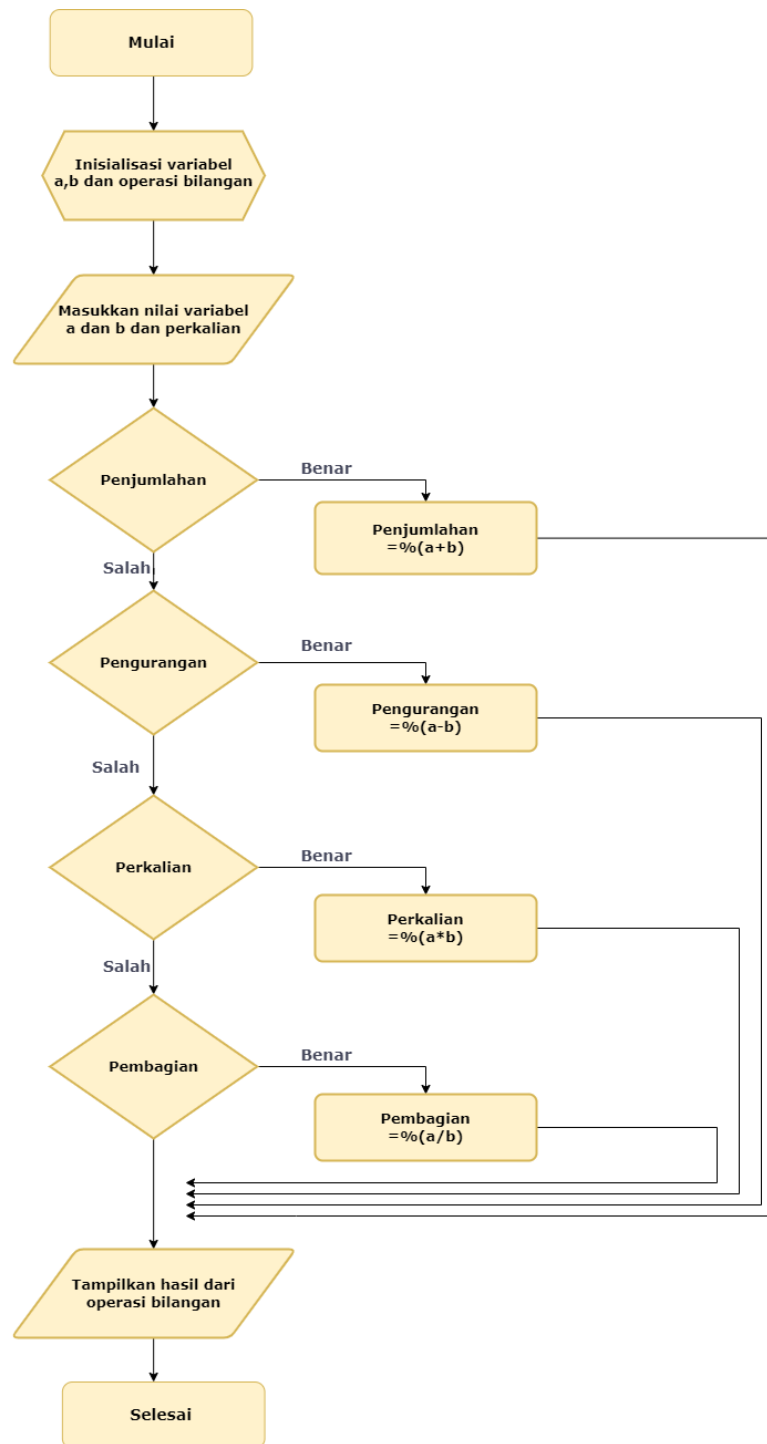 Mulai
Inisialisasi variabel
a,b dan operasi bilangan
Masukkan nilai variabel
a dan b dan perkalian
Penjumlahan
Benar
Penjumlahan
=%(a+b)
Salah
Pengurangan
Benar
Pengurangan
=%(a-b)
Salah
Perkalian
Benar
Perkalian
=%(a*b)
Salah
Pembagian
Benar
Pembagian
=%(a/b)
Tampilkan hasil dari
operasi bilangan
Selesai